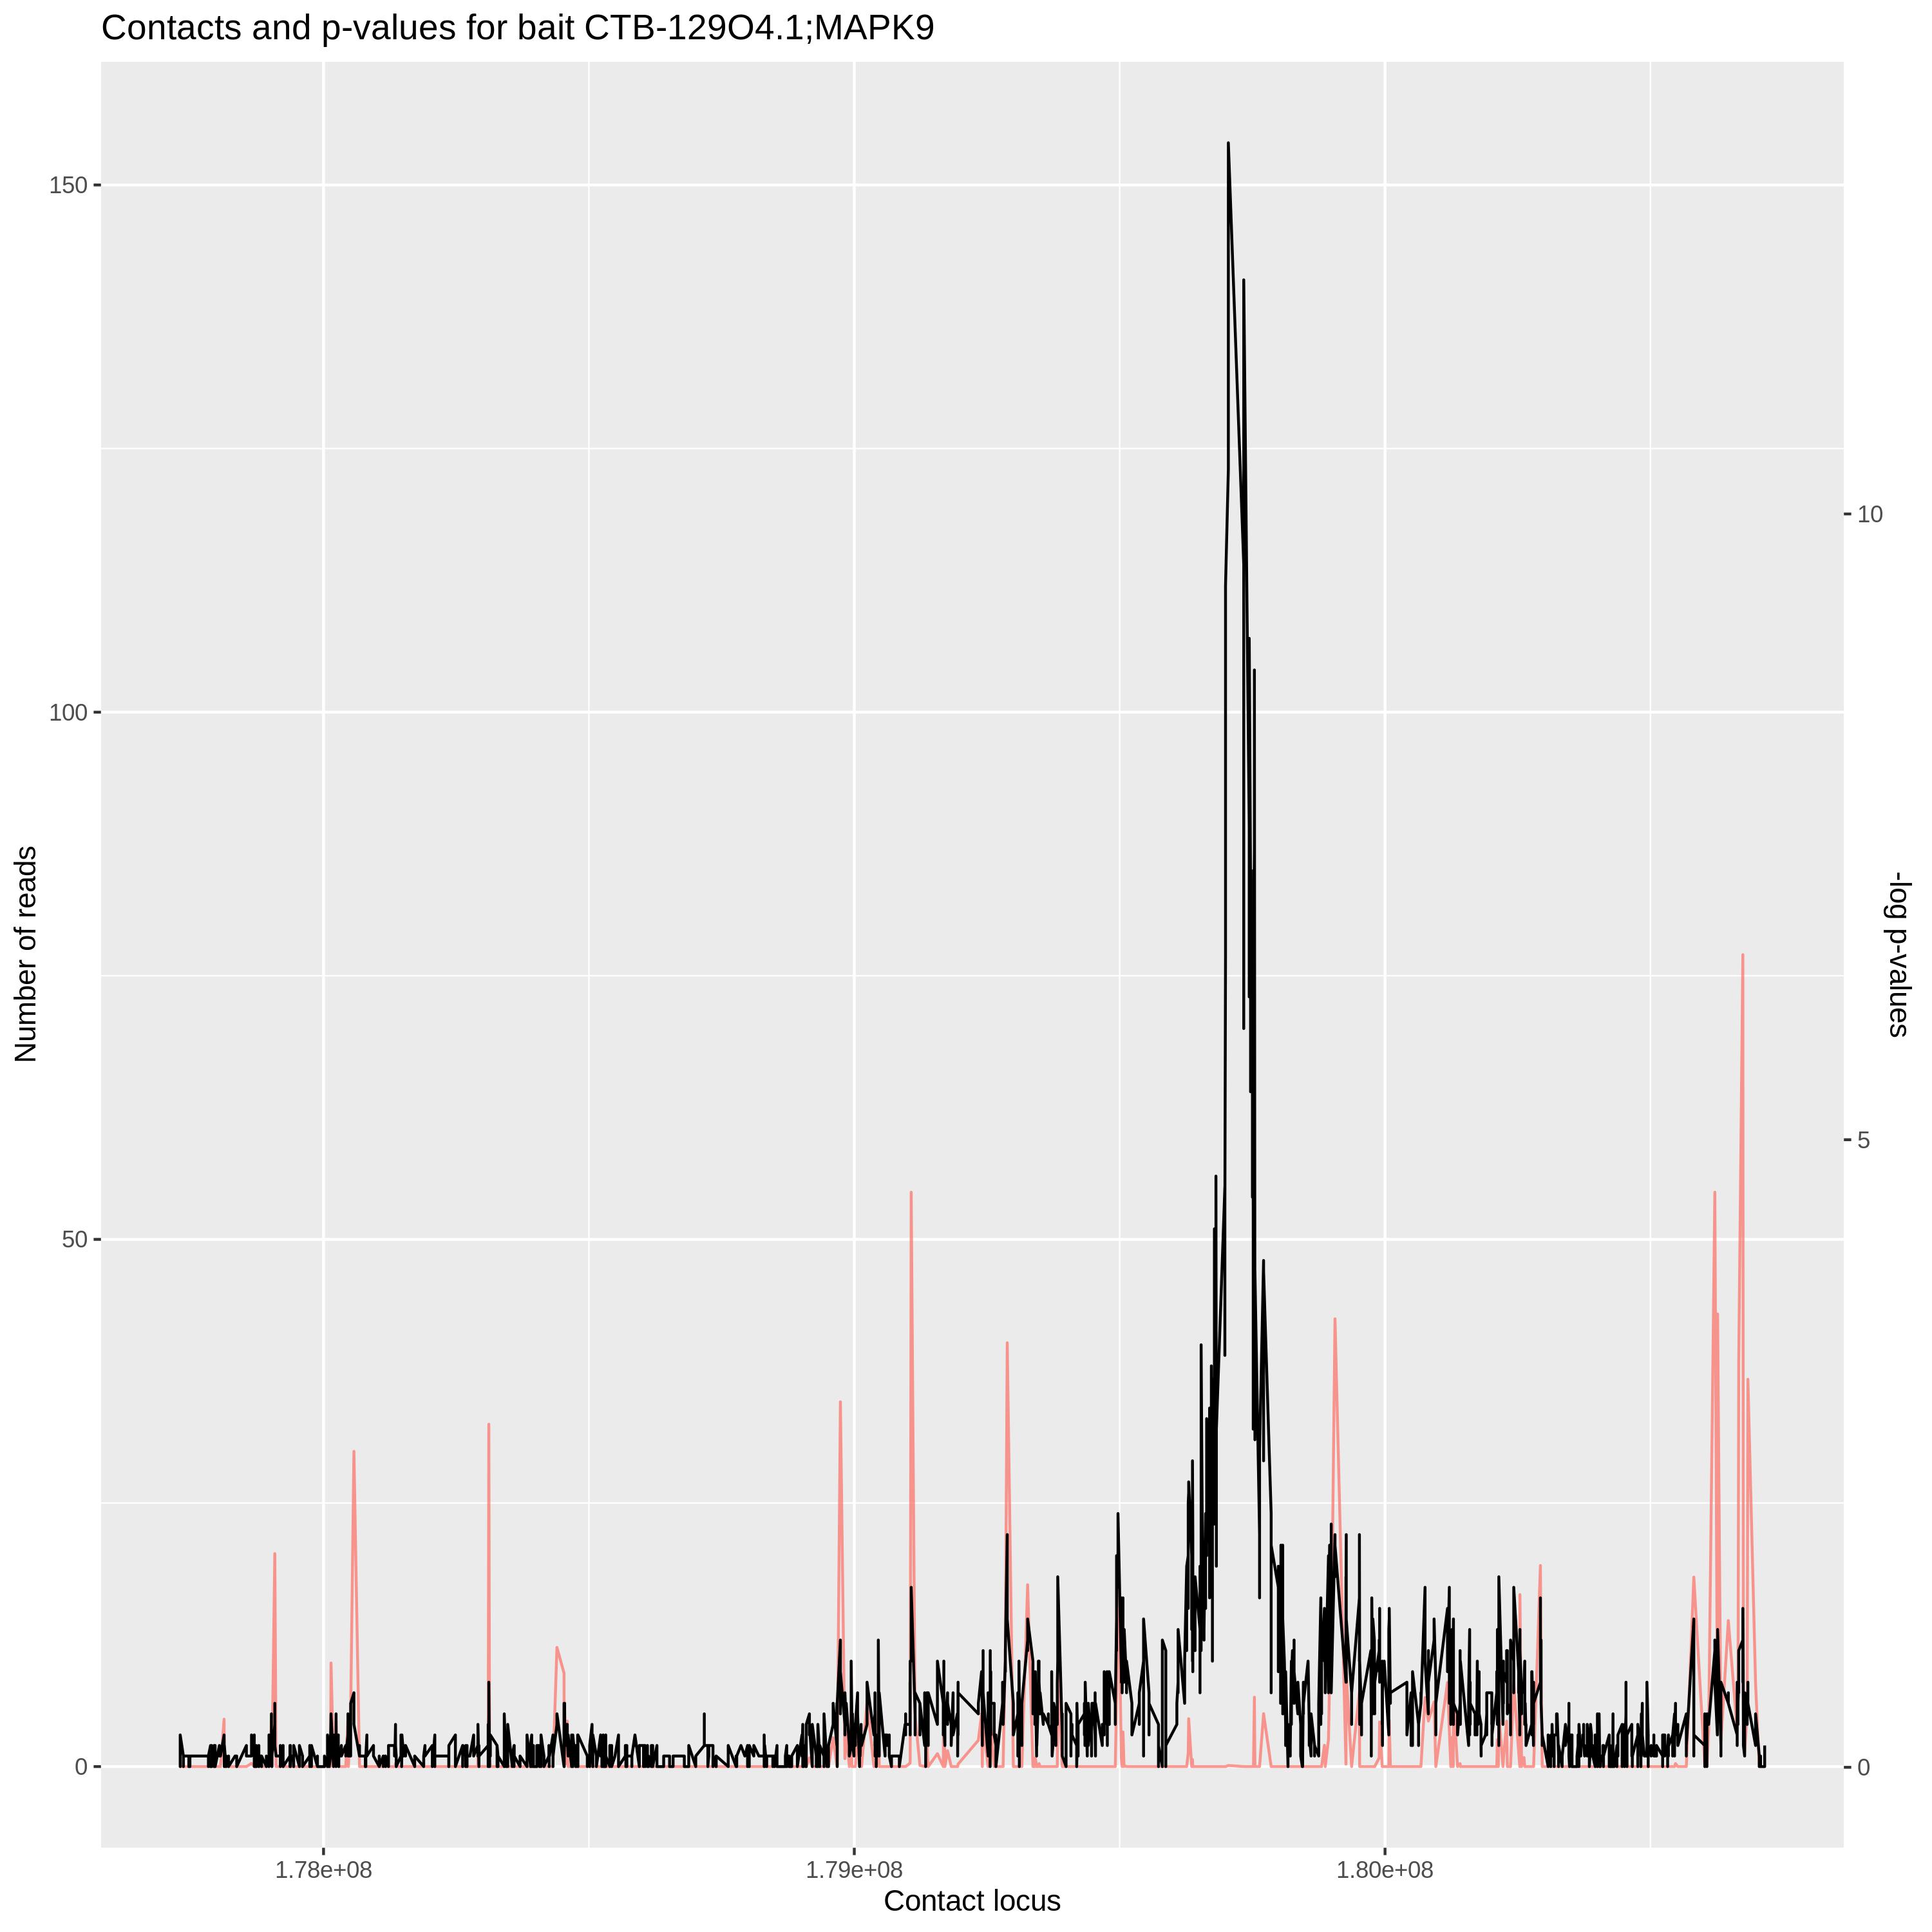 Contacts and p-values for bait CTB-129O4.1;MAPK9
150
100
50
0
Number of reads
10
5
0
-log p-values
1.78e+08
1.79e+08
1.80e+08
Contact locus